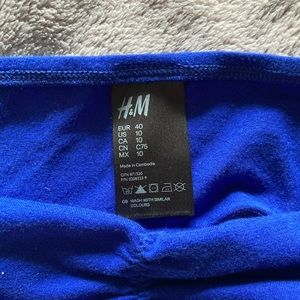 H&M
EUR 40
US 10
CA 10
CN C75
MX 10
Made in Cambodia
GB WASH WITH SIMILAR
COLOURS